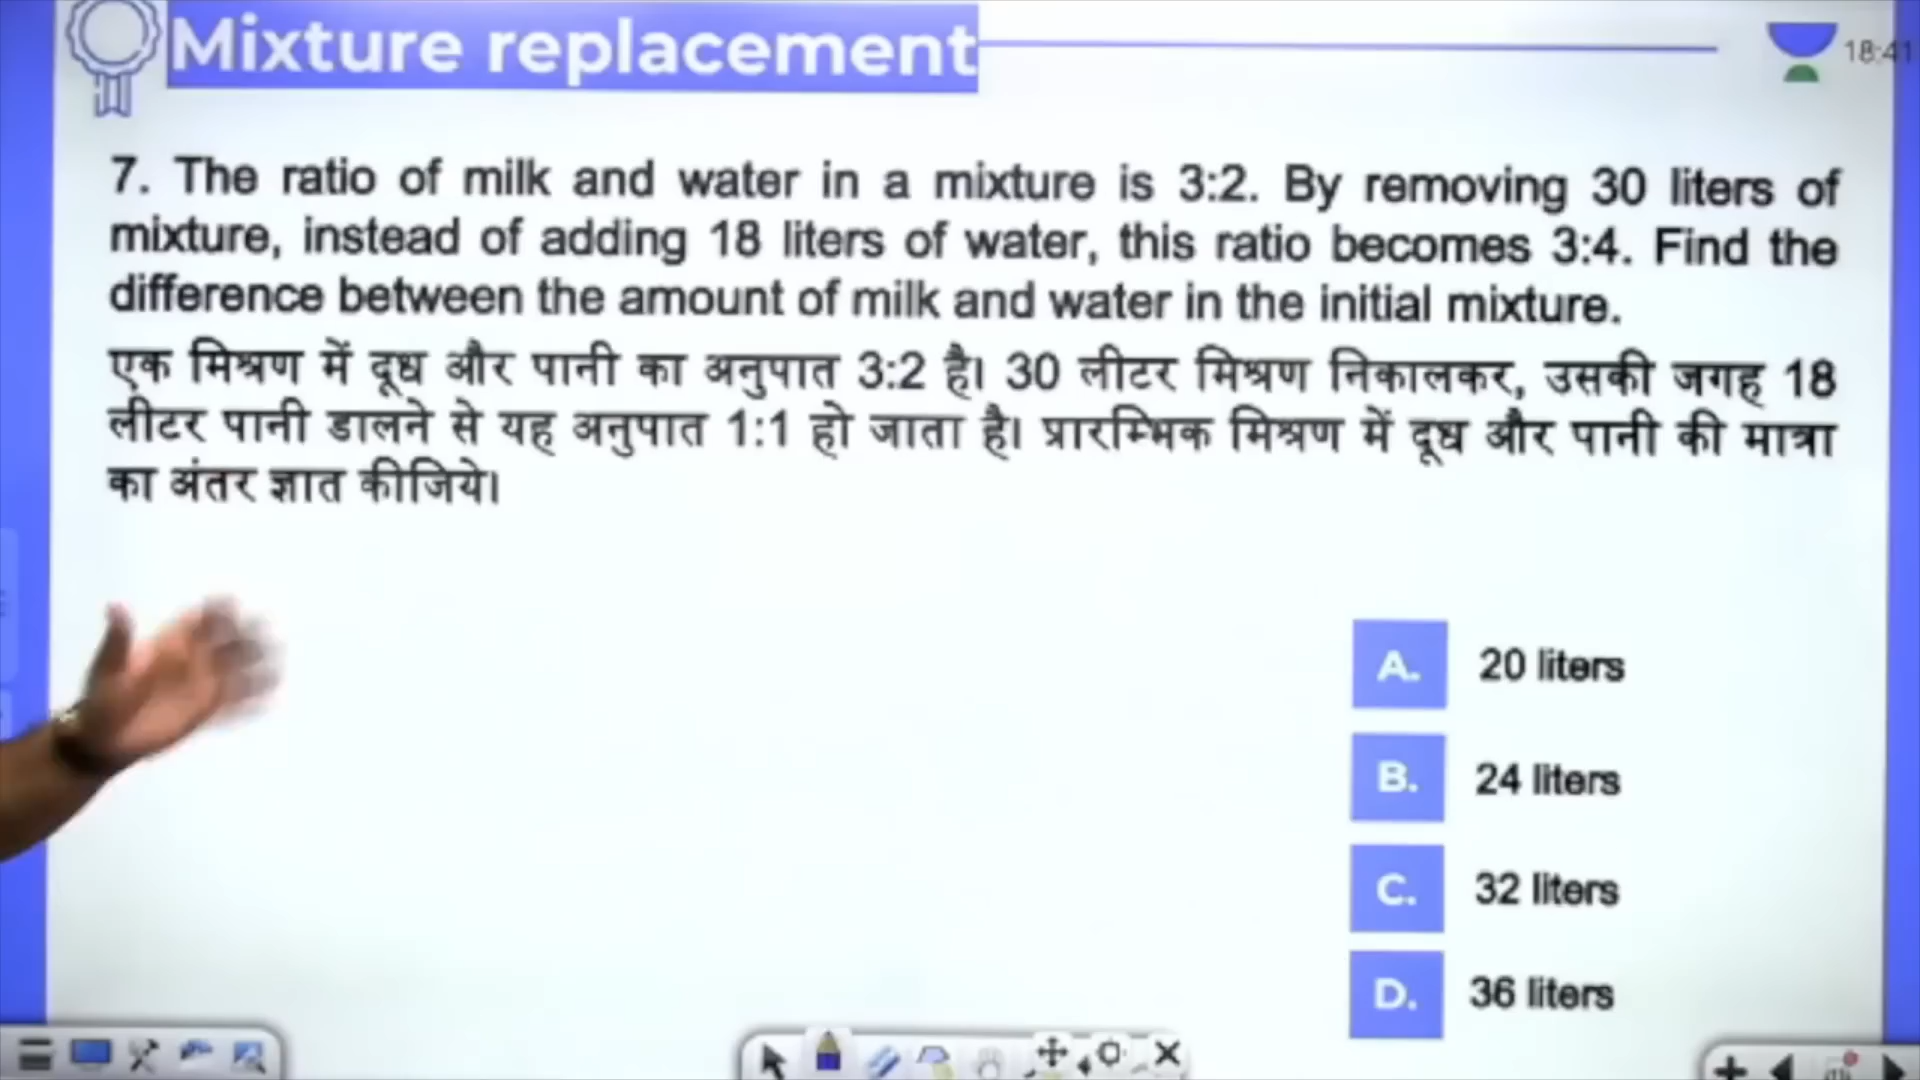 Mixture replacement
18:41
7. The ratio of milk and water in a mixture is 3:2. By removing 30 liters of
mixture, instead of adding 18 liters of water, this ratio becomes 3:4. Find the
difference between the amount of milk and water in the initial mixture.
एक मिश्रण में दूध और पानी का अनुपात 3:2 है। 30 लीटर मिश्रण निकालकर, उसकी जगह 18
लीटर पानी डालने से यह अनुपात 1:1 हो जाता है। प्रारम्भिक मिश्रण में दूध और पानी की मात्रा
का अंतर ज्ञात कीजिये।
A. 20 liters
B. 24 liters
C. 32 liters
D. 36 liters